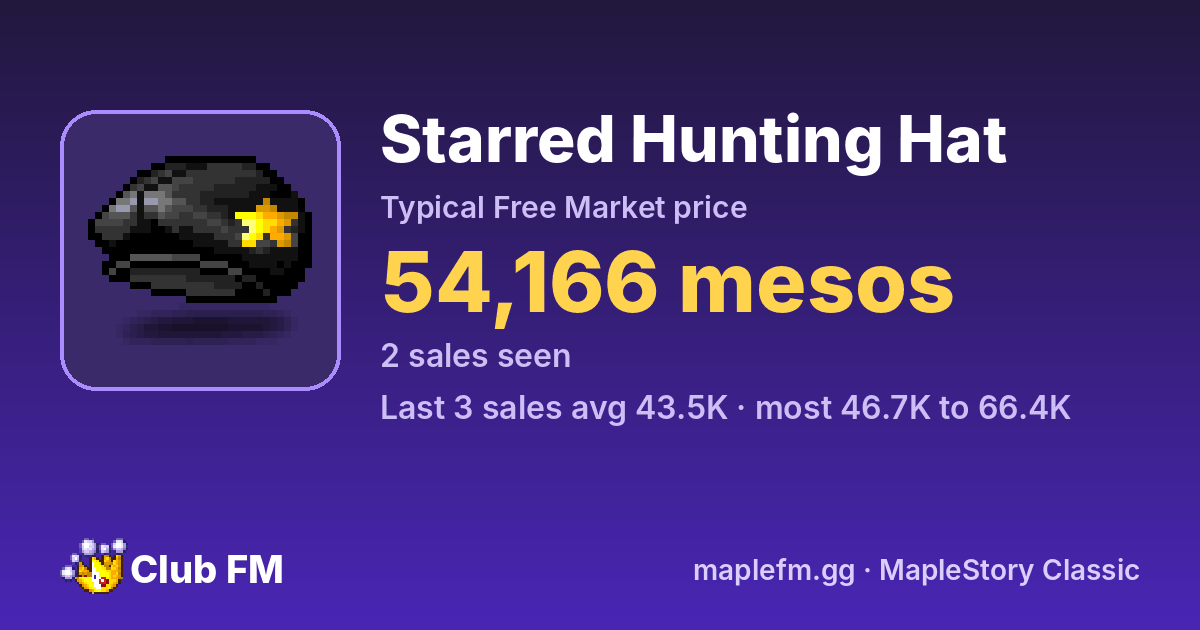 Starred Hunting Hat
Typical Free Market price
54,166 mesos
2 sales seen
Last 3 sales avg 43.5K · most 46.7K to 66.4K
Club FM
maplefm.gg · MapleStory Classic